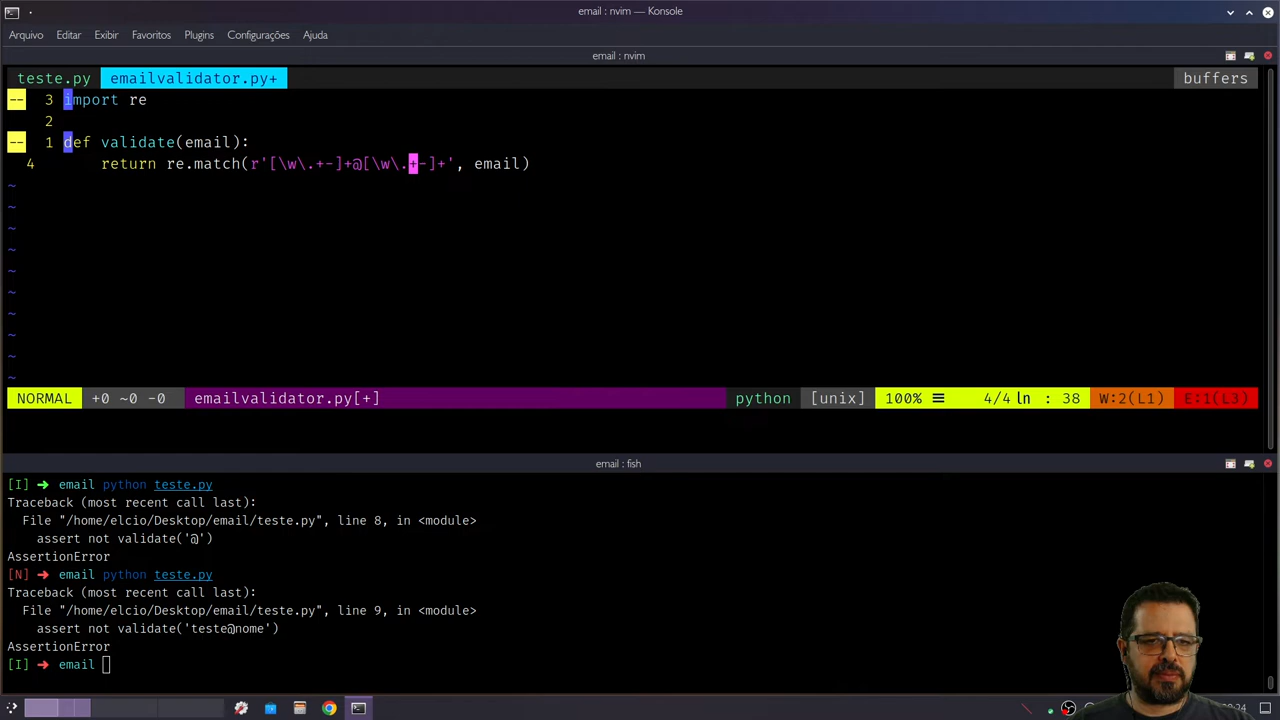 email : nvim — Konsole
Arquivo Editar Exibir Favoritos Plugins Configurações Ajuda
email : nvim
teste.py emailvalidator.py+ buffers
-- 3 import re
2
-- 1 def validate(email):
4 return re.match(r'[\w\.+-]+@[\w\.+-]+', email)
~
~
~
~
~
~
~
~
~
~
NORMAL +0 ~0 -0 emailvalidator.py[+] python [unix] 100% ☰ 4/4 ln : 38 W:2(L1) E:1(L3)
email : fish
[I] ➜ email python teste.py
Traceback (most recent call last):
File "/home/elcio/Desktop/email/teste.py", line 8, in <module>
assert not validate('@')
AssertionError
[N] ➜ email python teste.py
Traceback (most recent call last):
File "/home/elcio/Desktop/email/teste.py", line 9, in <module>
assert not validate('teste@nome')
AssertionError
[I] ➜ email